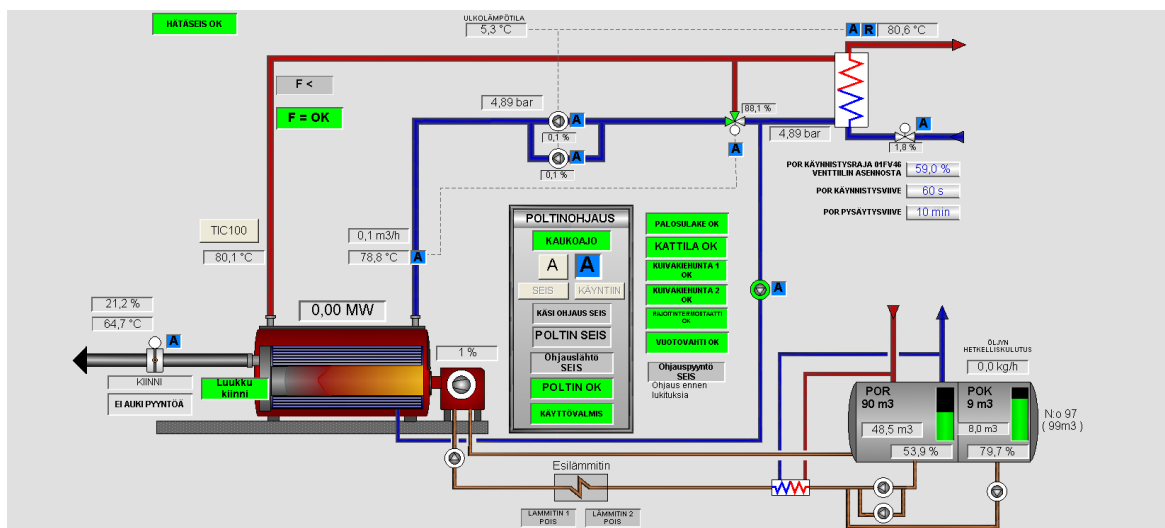 HÄTÄSEIS OK
ULKOLÄMPÖTILA
5,3 °C
A R 80,6 °C
F <
F = OK
4,89 bar
A
0,1 %
A
0,1 %
88,1 %
A
4,89 bar
A
1,8 %
POR KÄYNNISTYSRAJA 01FV46
VENTTIILIN ASENNOSTA
59,0 %
POR KÄYNNISTYSVIIVE
60 s
POR PYSÄYTYSVIIVE
10 min
TIC100
80,1 °C
0,1 m3/h
78,8 °C
A
POLTINOHJAUS
KAUKOAJO
A A
SEIS KÄYNTIIN
KÄSI OHJAUS SEIS
POLTIN SEIS
Ohjauslähtö
SEIS
POLTIN OK
KÄYTTÖVALMIS
PALOSULAKE OK
KATTILA OK
KUIVAKIEHUNTA 1
OK
KUIVAKIEHUNTA 2
OK
RAJOITINTERMOSTAATTI
OK
VUOTOVAHTI OK
Ohjauspyyntö
SEIS
Ohjaus ennen
lukituksia
A
21,2 %
64,7 °C
A
KIINNI
EI AUKI PYYNTÖÄ
Luukku
kiinni
0,00 MW
1 %
ÖLJYN
HETKELLISKULUTUS
0,0 kg/h
POR
90 m3
48,5 m3
53,9 %
POK
9 m3
8,0 m3
79,7 %
N:o 97
( 99m3 )
Esilämmitin
LÄMMITIN 1
POIS
LÄMMITIN 2
POIS